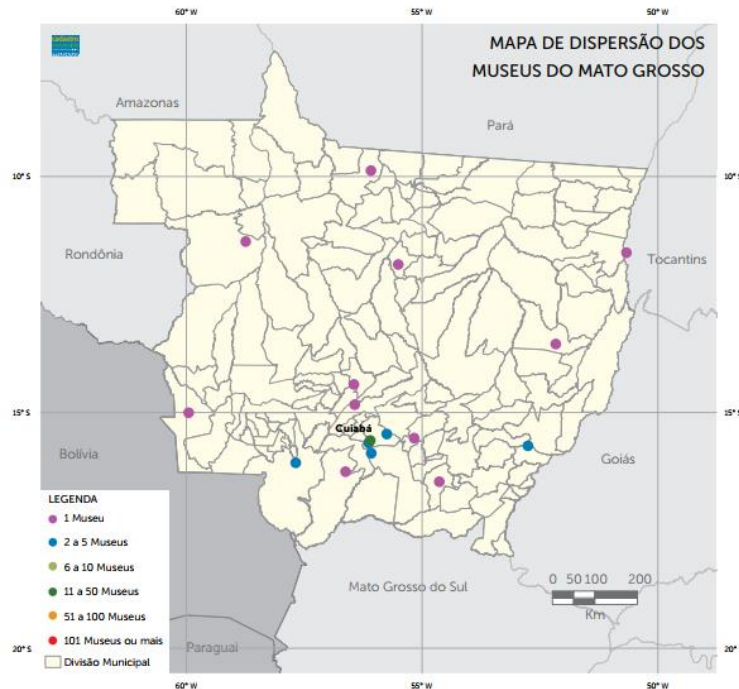 60° W
55° W
50° W
MAPA DE DISPERSÃO DOS
MUSEUS DO MATO GROSSO
Amazonas
Pará
10° S
10° S
Rondônia
Tocantins
15° S
15° S
Cuiabá
Bolívia
Goiás
LEGENDA
1 Museu
2 a 5 Museus
6 a 10 Museus
11 a 50 Museus
51 a 100 Museus
101 Museus ou mais
Divisão Municipal
Mato Grosso do Sul
0 50 100 200
Km
Paraguai
20° S
20° S
60° W
55° W
50° W